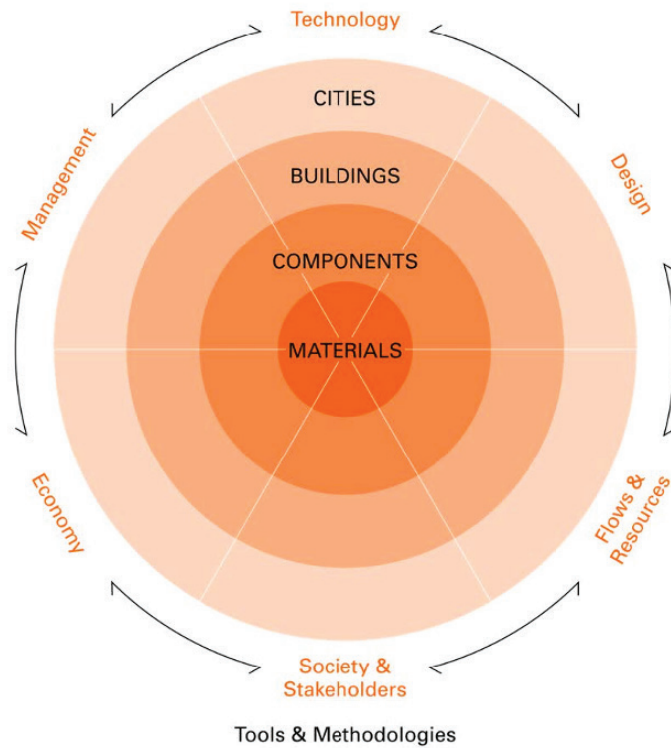 Technology
CITIES
Management
Design
BUILDINGS
COMPONENTS
MATERIALS
Economy
Flows &
Resources
Society &
Stakeholders
Tools & Methodologies